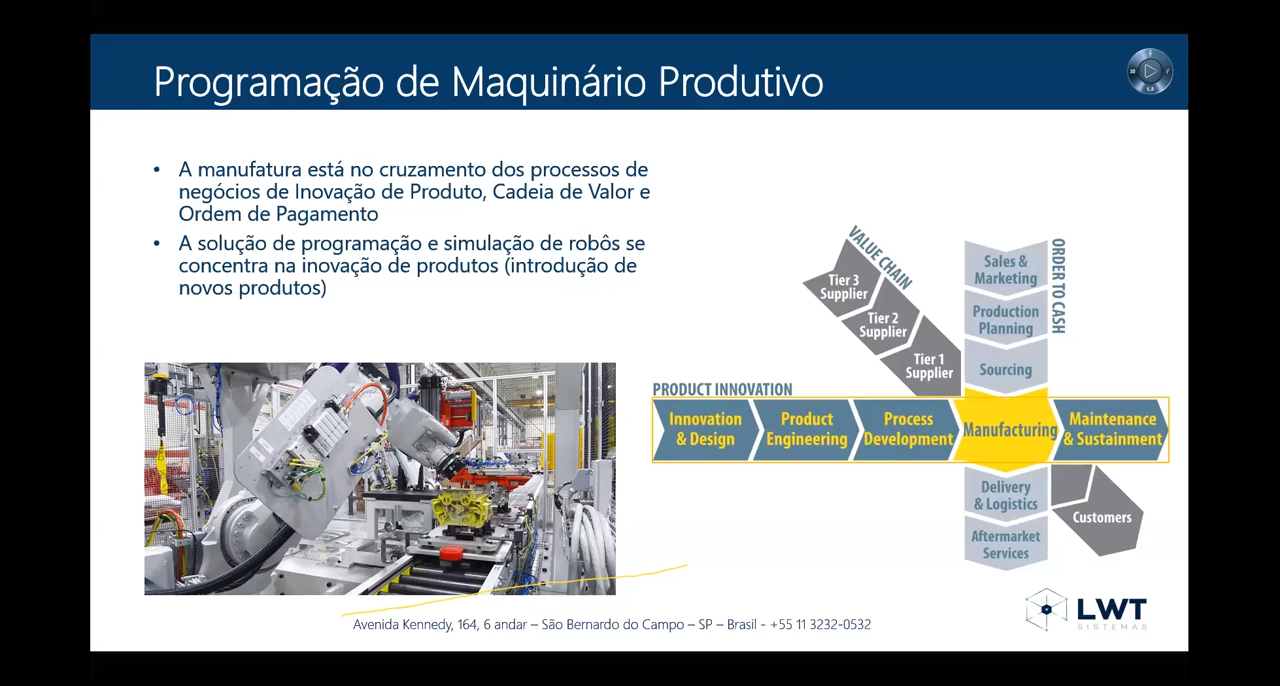 Programação de Maquinário Produtivo
• A manufatura está no cruzamento dos processos de
negócios de Inovação de Produto, Cadeia de Valor e
Ordem de Pagamento
• A solução de programação e simulação de robôs se
concentra na inovação de produtos (introdução de
novos produtos)
VALUE CHAIN
Tier 3
Supplier
Tier 2
Supplier
Tier 1
Supplier
ORDER TO CASH
Sales &
Marketing
Production
Planning
Sourcing
PRODUCT INNOVATION
Innovation
& Design
Product
Engineering
Process
Development
Manufacturing
Maintenance
& Sustainment
Delivery
& Logistics
Aftermarket
Services
Customers
LWT
SISTEMAS
Avenida Kennedy, 164, 6 andar – São Bernardo do Campo – SP – Brasil - +55 11 3232-0532